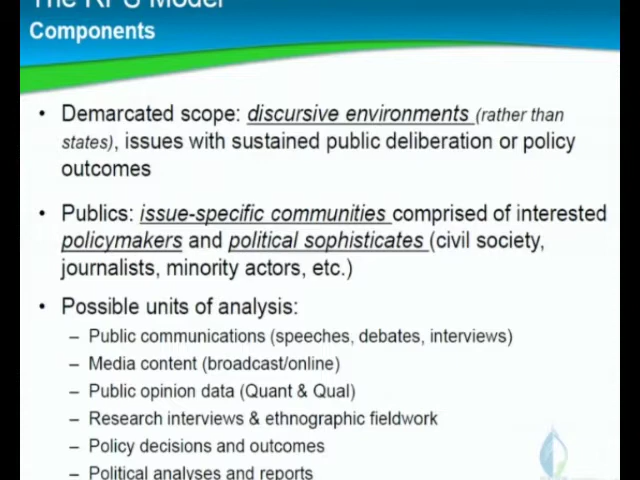 The RPS Model
Components
• Demarcated scope: discursive environments (rather than
states), issues with sustained public deliberation or policy
outcomes
• Publics: issue-specific communities comprised of interested
policymakers and political sophisticates (civil society,
journalists, minority actors, etc.)
• Possible units of analysis:
– Public communications (speeches, debates, interviews)
– Media content (broadcast/online)
– Public opinion data (Quant & Qual)
– Research interviews & ethnographic fieldwork
– Policy decisions and outcomes
– Political analyses and reports